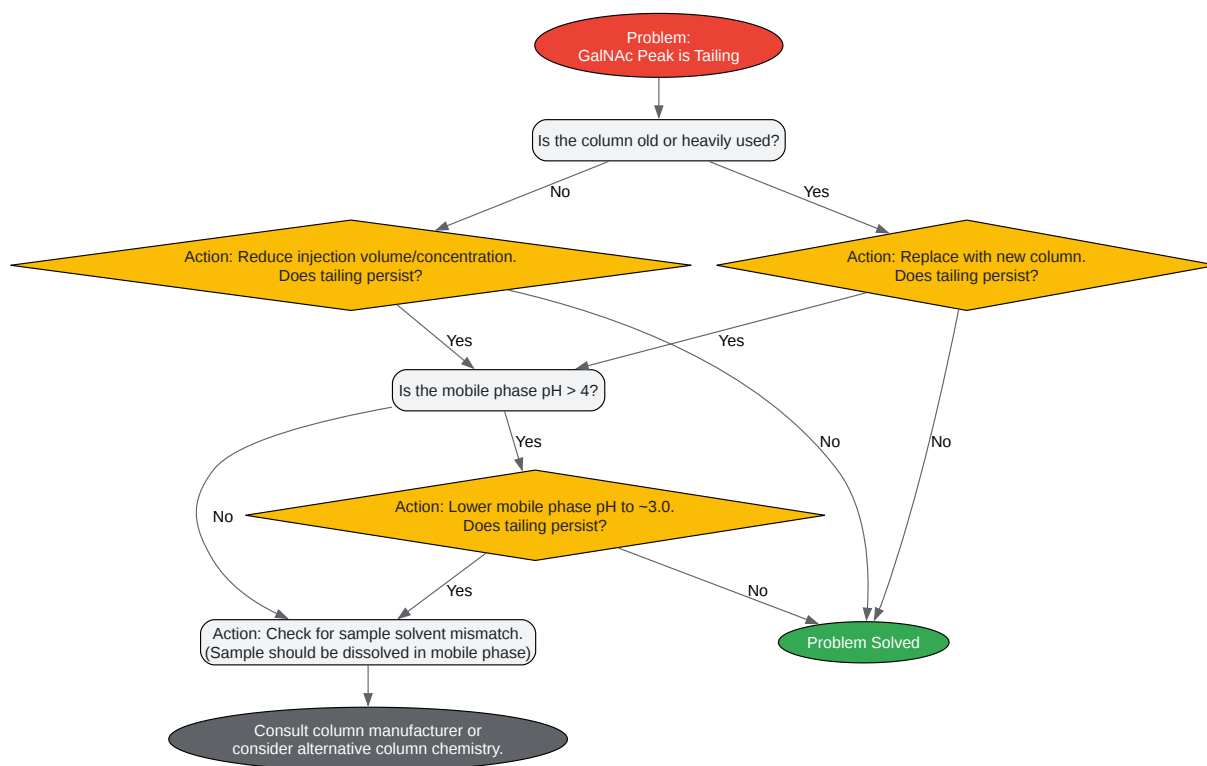 Problem:
GalNAc Peak is Tailing
Is the column old or heavily used?
No
Yes
Action: Reduce injection volume/concentration.
Does tailing persist?
Action: Replace with new column.
Does tailing persist?
Yes
Yes
Is the mobile phase pH > 4?
No
No
Yes
Action: Lower mobile phase pH to ~3.0.
Does tailing persist?
No
Yes
No
Action: Check for sample solvent mismatch.
(Sample should be dissolved in mobile phase)
Problem Solved
Consult column manufacturer or
consider alternative column chemistry.